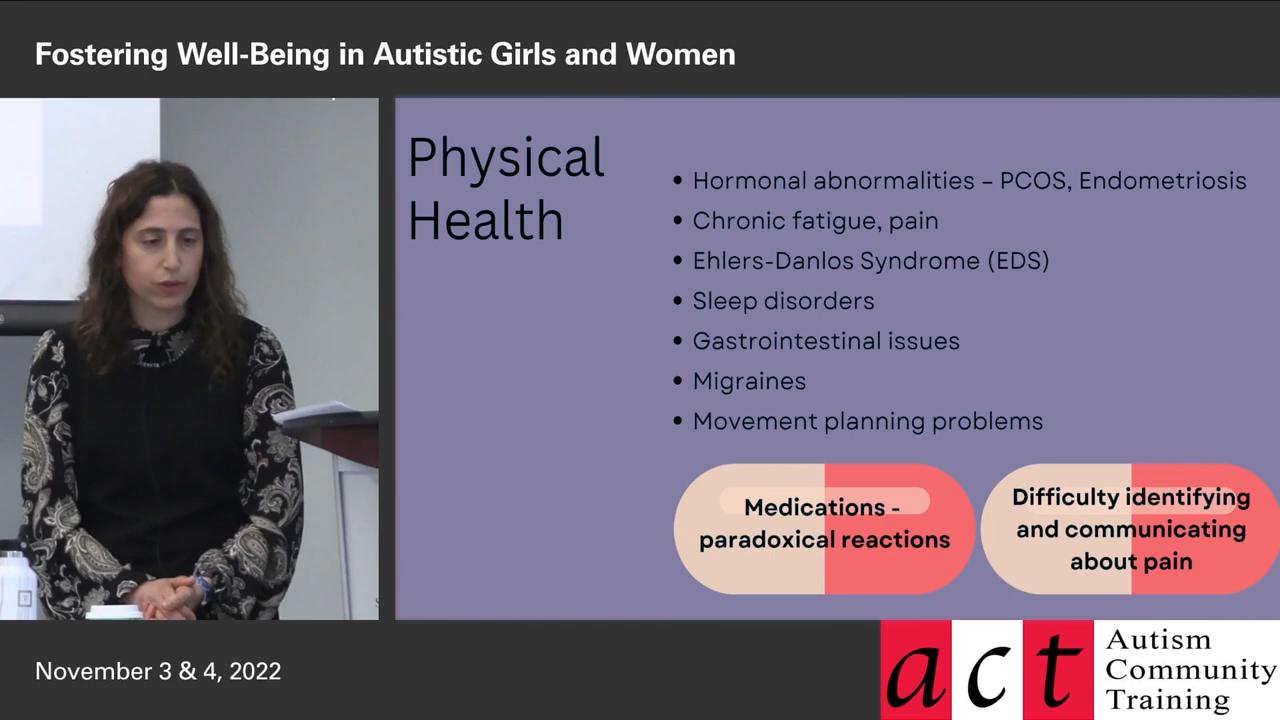 Fostering Well-Being in Autistic Girls and Women
Physical
Health
• Hormonal abnormalities – PCOS, Endometriosis
• Chronic fatigue, pain
• Ehlers-Danlos Syndrome (EDS)
• Sleep disorders
• Gastrointestinal issues
• Migraines
• Movement planning problems
Medications -
paradoxical reactions
Difficulty identifying
and communicating
about pain
November 3 & 4, 2022
act
Autism
Community
Training